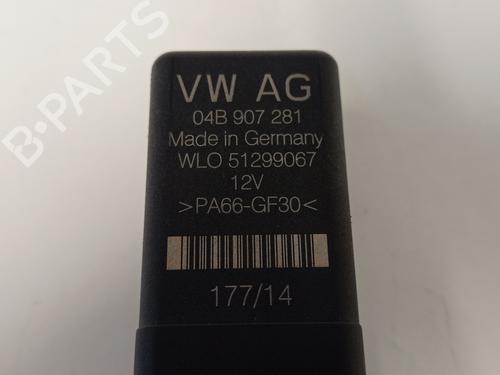 VW AG
04B 907 281
Made in Germany
WLO 51299067
12V
>PA66-GF30<
177/14
B-PARTS